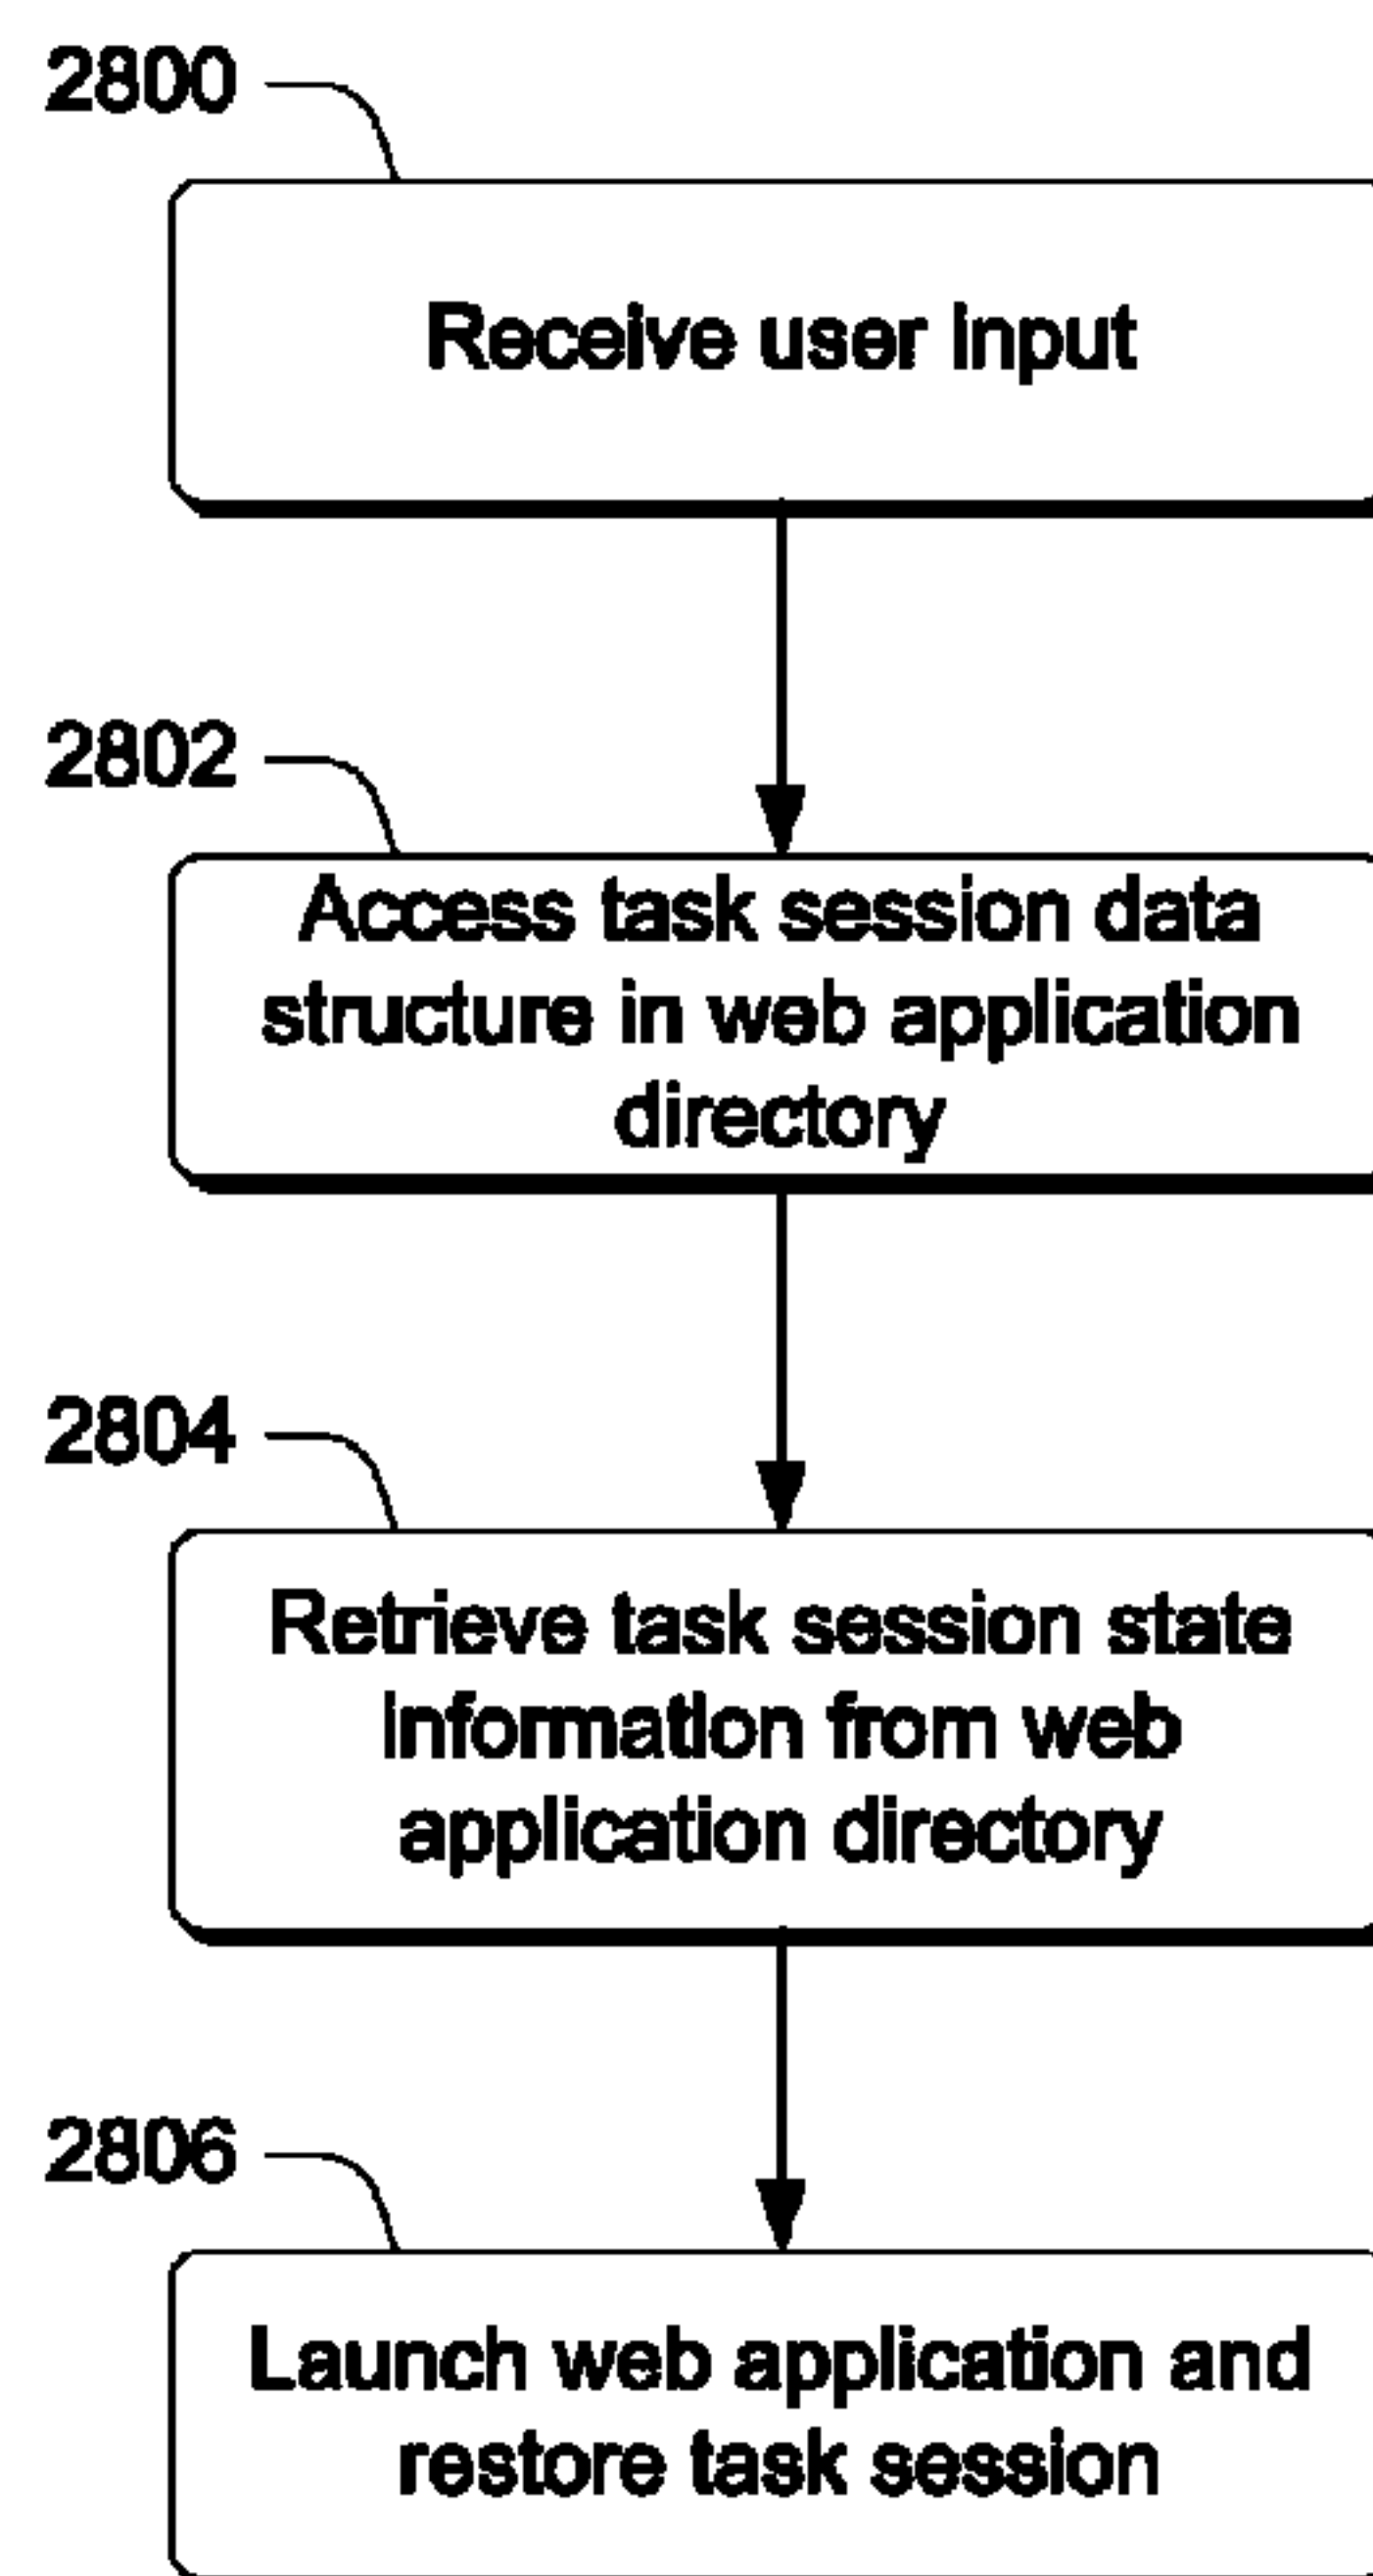 2800
Receive user input
2802
Access task session data
structure in web application
directory
2804
Retrieve task session state
information from web
application directory
2806
Launch web application and
restore task session